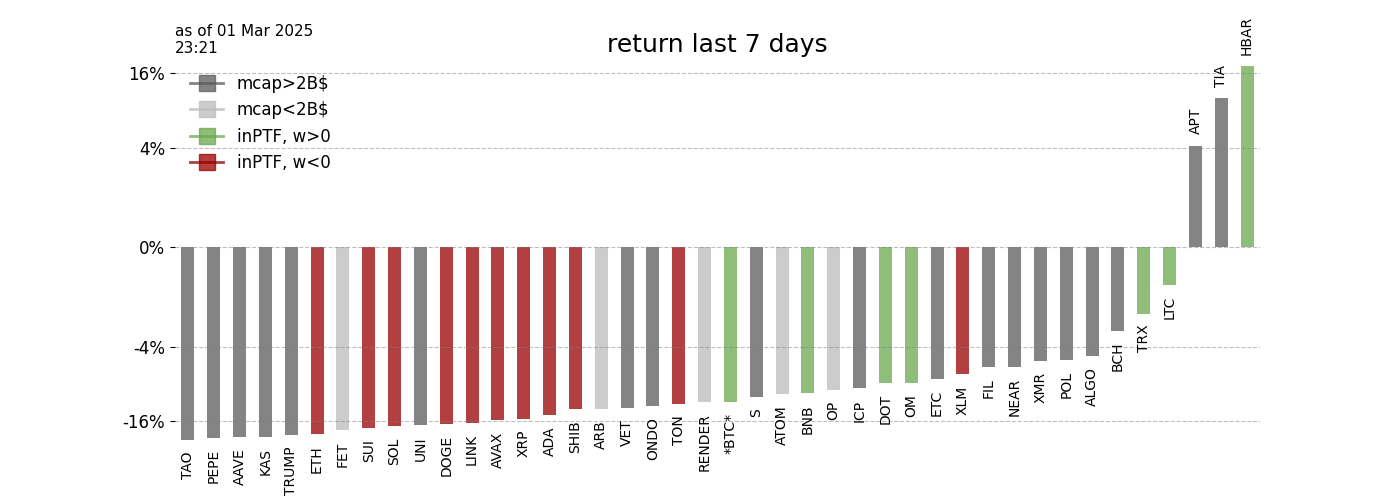 as of 01 Mar 2025
23:21
return last 7 days
mcap>2B$
mcap<2B$
inPTF, w>0
inPTF, w<0
16%
4%
0%
-4%
-16%
TAO
PEPE
AAVE
KAS
TRUMP
ETH
FET
SUI
SOL
UNI
DOGE
LINK
AVAX
XRP
ADA
SHIB
ARB
VET
ONDO
TON
RENDER
*BTC*
S
ATOM
BNB
OP
ICP
DOT
OM
ETC
XLM
FIL
NEAR
XMR
POL
ALGO
BCH
TRX
LTC
APT
TIA
HBAR